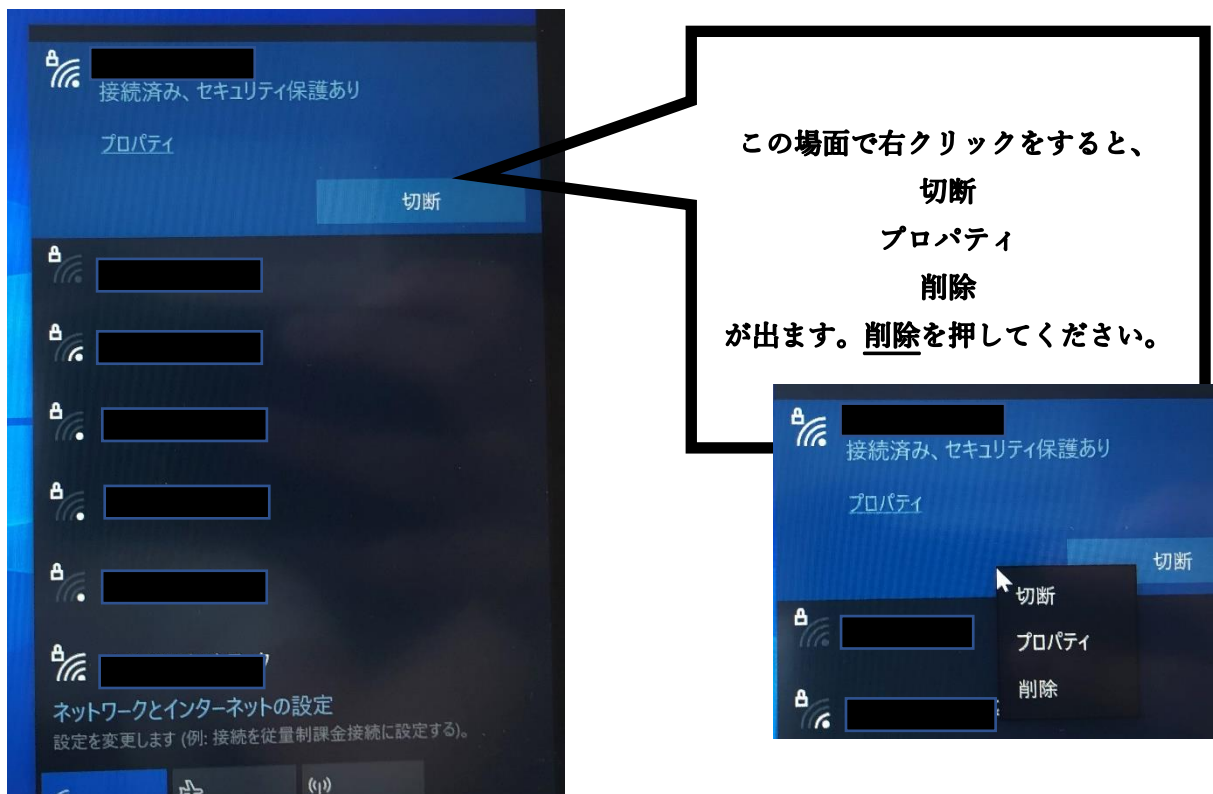 接続済み、セキュリティ保護あり
プロパティ
切断
ネットワークとインターネットの設定
設定を変更します (例: 接続を従量制課金接続に設定する)。
この場面で右クリックをすると、
切断
プロパティ
削除
が出ます。削除を押してください。
接続済み、セキュリティ保護あり
プロパティ
切断
切断
プロパティ
削除